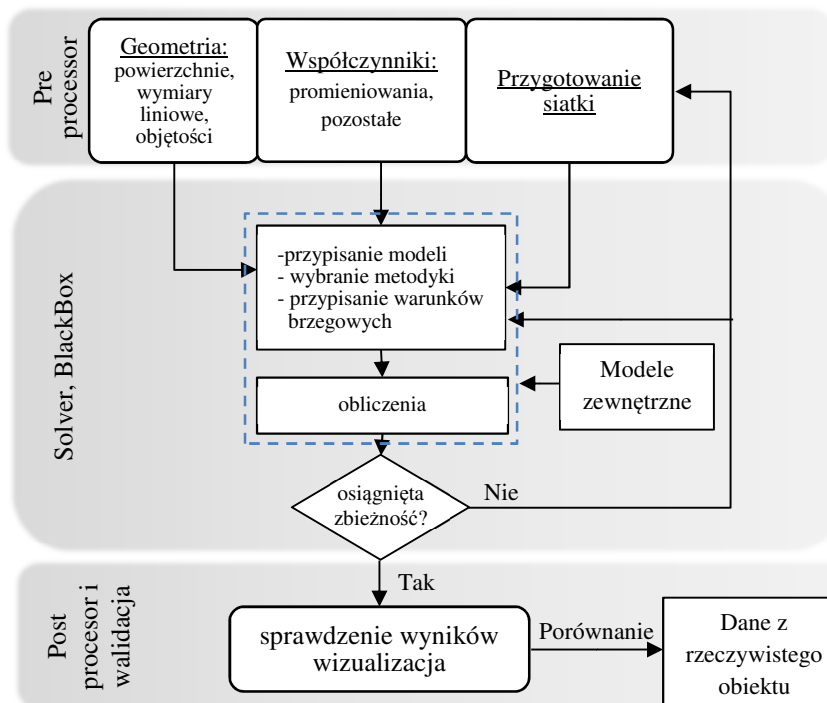 Pre
processor
Geometria:
powierzchnie,
wymiary
liniowe,
objętości
Współczynniki:
promieniowania,
pozostałe
Przygotowanie
siatki
Solver, BlackBox
-przypisanie modeli
- wybranie metodyki
- przypisanie warunków
brzegowych
obliczenia
Modele
zewnętrzne
osiągnięta
zbieżność?
Nie
Tak
Post
procesor i
walidacja
sprawdzenie wyników
wizualizacja
Porównanie
Dane z
rzeczywistego
obiektu